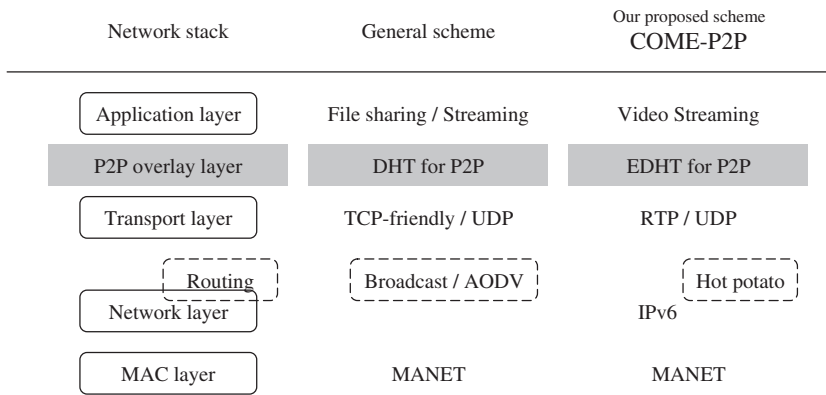 Network stack
General scheme
Our proposed scheme
COME-P2P
Application layer
File sharing / Streaming
Video Streaming
P2P overlay layer
DHT for P2P
EDHT for P2P
Transport layer
TCP-friendly / UDP
RTP / UDP
Routing
Broadcast / AODV
Hot potato
Network layer
IPv6
MAC layer
MANET
MANET